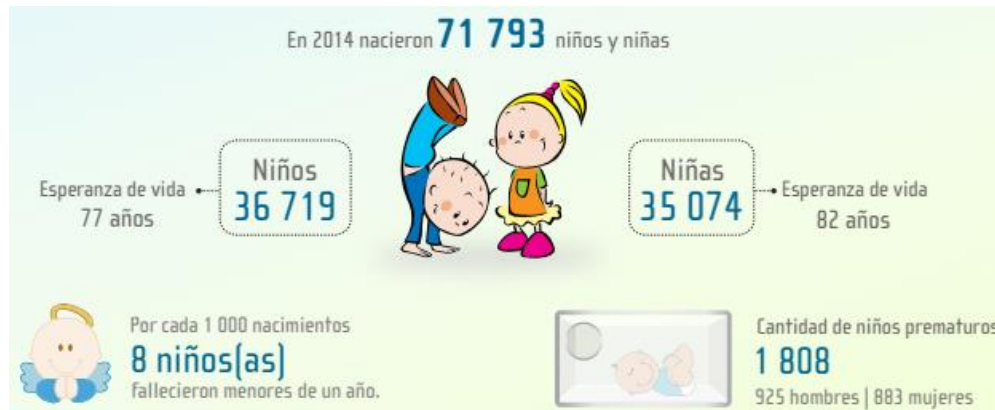 En 2014 nacieron 71 793 niños y niñas
Niños
36 719
Esperanza de vida
77 años
Niñas
35 074
Esperanza de vida
82 años
Por cada 1 000 nacimientos
8 niños(as)
fallecieron menores de un año.
Cantidad de niños prematuros
1 808
925 hombres | 883 mujeres